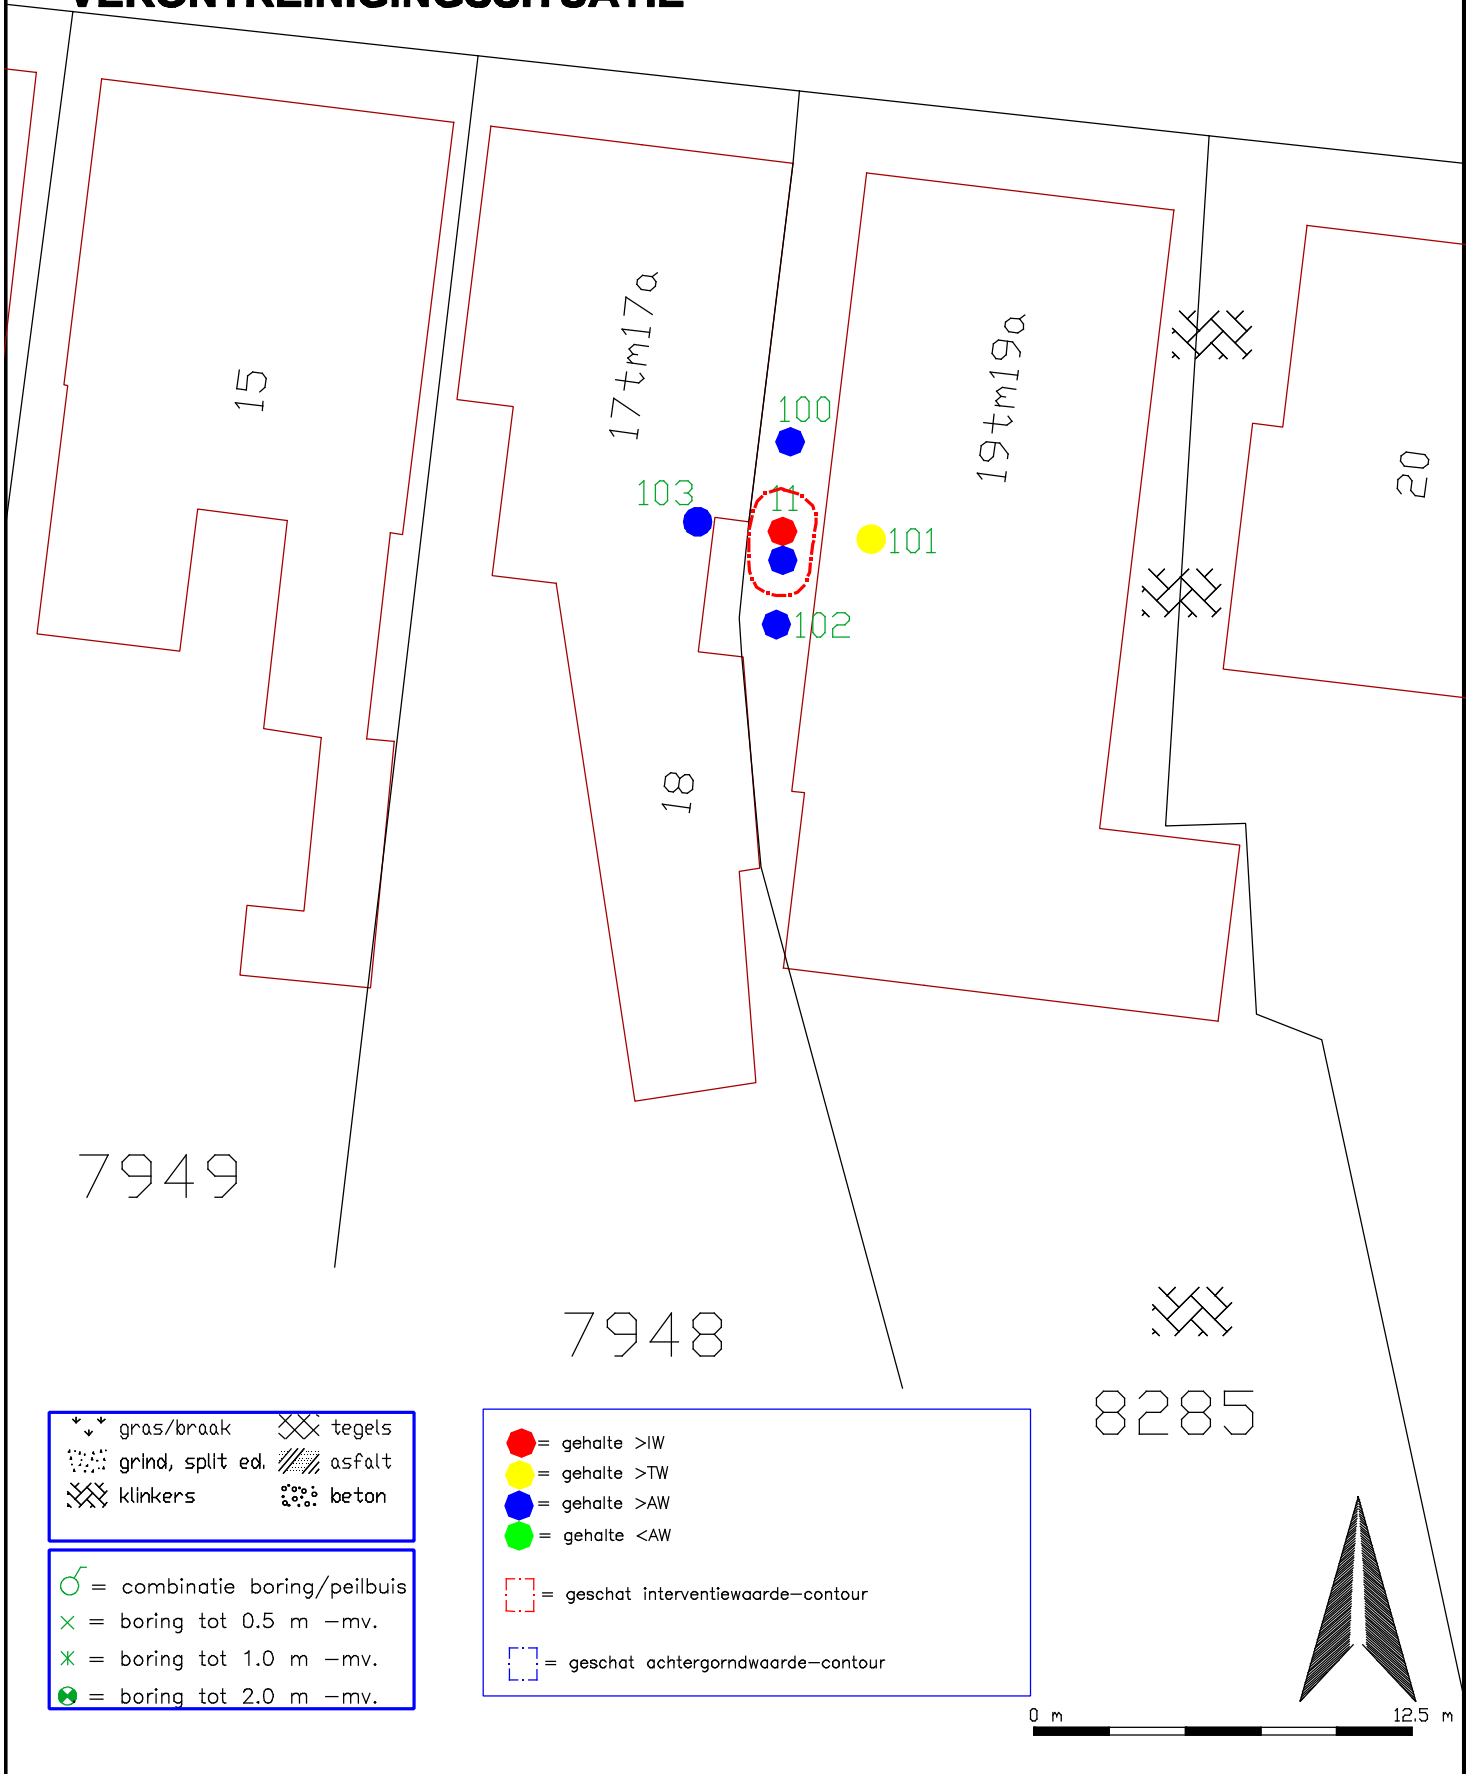 VERONTREINIGINGSSITUATIE
15
17tm17a
19tm19a
20
100
103
11
101
102
18
7949
7948
8285
gras/braak
tegels
grind, split ed.
asfalt
klinkers
beton
= combinatie boring/peilbuis
= boring tot 0.5 m -mv.
= boring tot 1.0 m -mv.
= boring tot 2.0 m -mv.
= gehalte >IW
= gehalte >TW
= gehalte >AW
= gehalte <AW
= geschat interventiewaarde-contour
= geschat achtergorndwaarde-contour
0 m
12.5 m